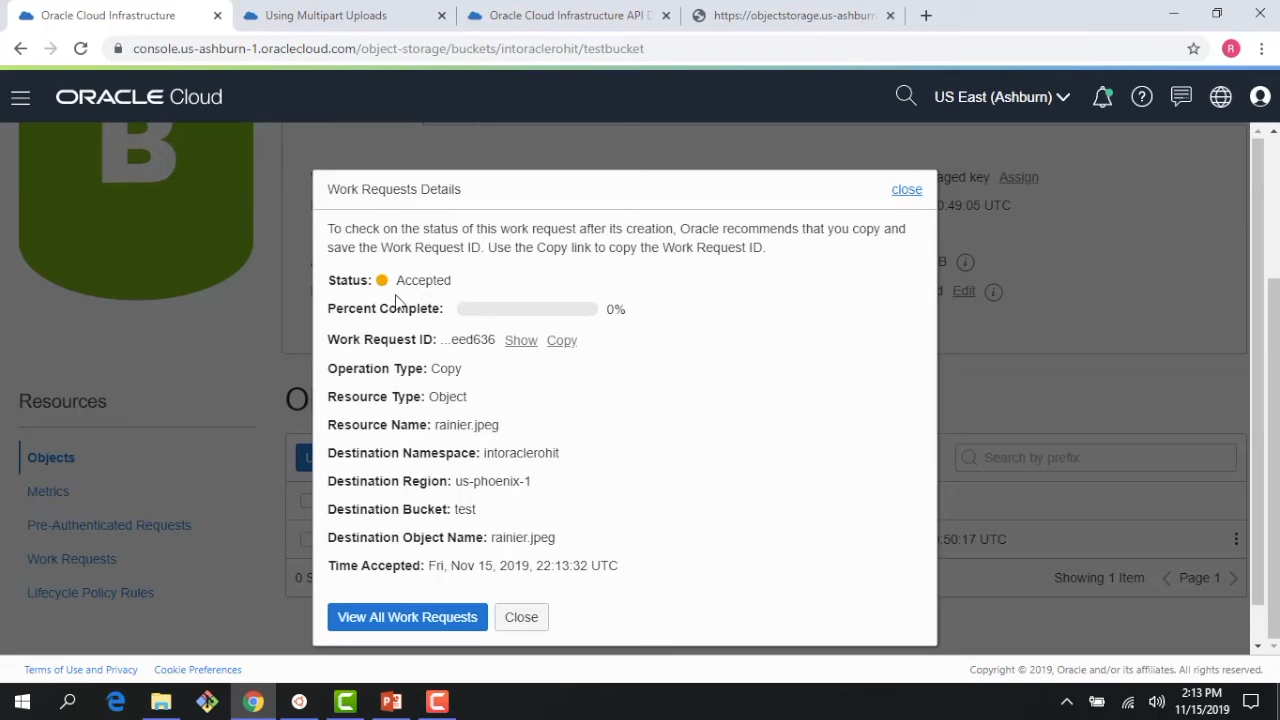 Oracle Cloud Infrastructure
Using Multipart Uploads
Oracle Cloud Infrastructure API D
https://objectstorage.us-ashburn
console.us-ashburn-1.oraclecloud.com/object-storage/buckets/intoraclerohit/testbucket
R
ORACLE Cloud
US East (Ashburn)
B
Work Requests Details
close
aged key Assign
:49:05 UTC
To check on the status of this work request after its creation, Oracle recommends that you copy and
save the Work Request ID. Use the Copy link to copy the Work Request ID.
B
Status: Accepted
d Edit
Percent Complete: 0%
Work Request ID: ...eed636 Show Copy
Operation Type: Copy
Resource Type: Object
Resource Name: rainier.jpeg
Destination Namespace: intoraclerohit
Destination Region: us-phoenix-1
Destination Bucket: test
Destination Object Name: rainier.jpeg
Time Accepted: Fri, Nov 15, 2019, 22:13:32 UTC
View All Work Requests
Close
Resources
Objects
Metrics
Pre-Authenticated Requests
Work Requests
Lifecycle Policy Rules
O
U
Search by prefix
:50:17 UTC
0 S
Showing 1 Item
Page 1
Terms of Use and Privacy
Cookie Preferences
Copyright © 2019, Oracle and/or its affiliates. All rights reserved.
2:13 PM
11/15/2019